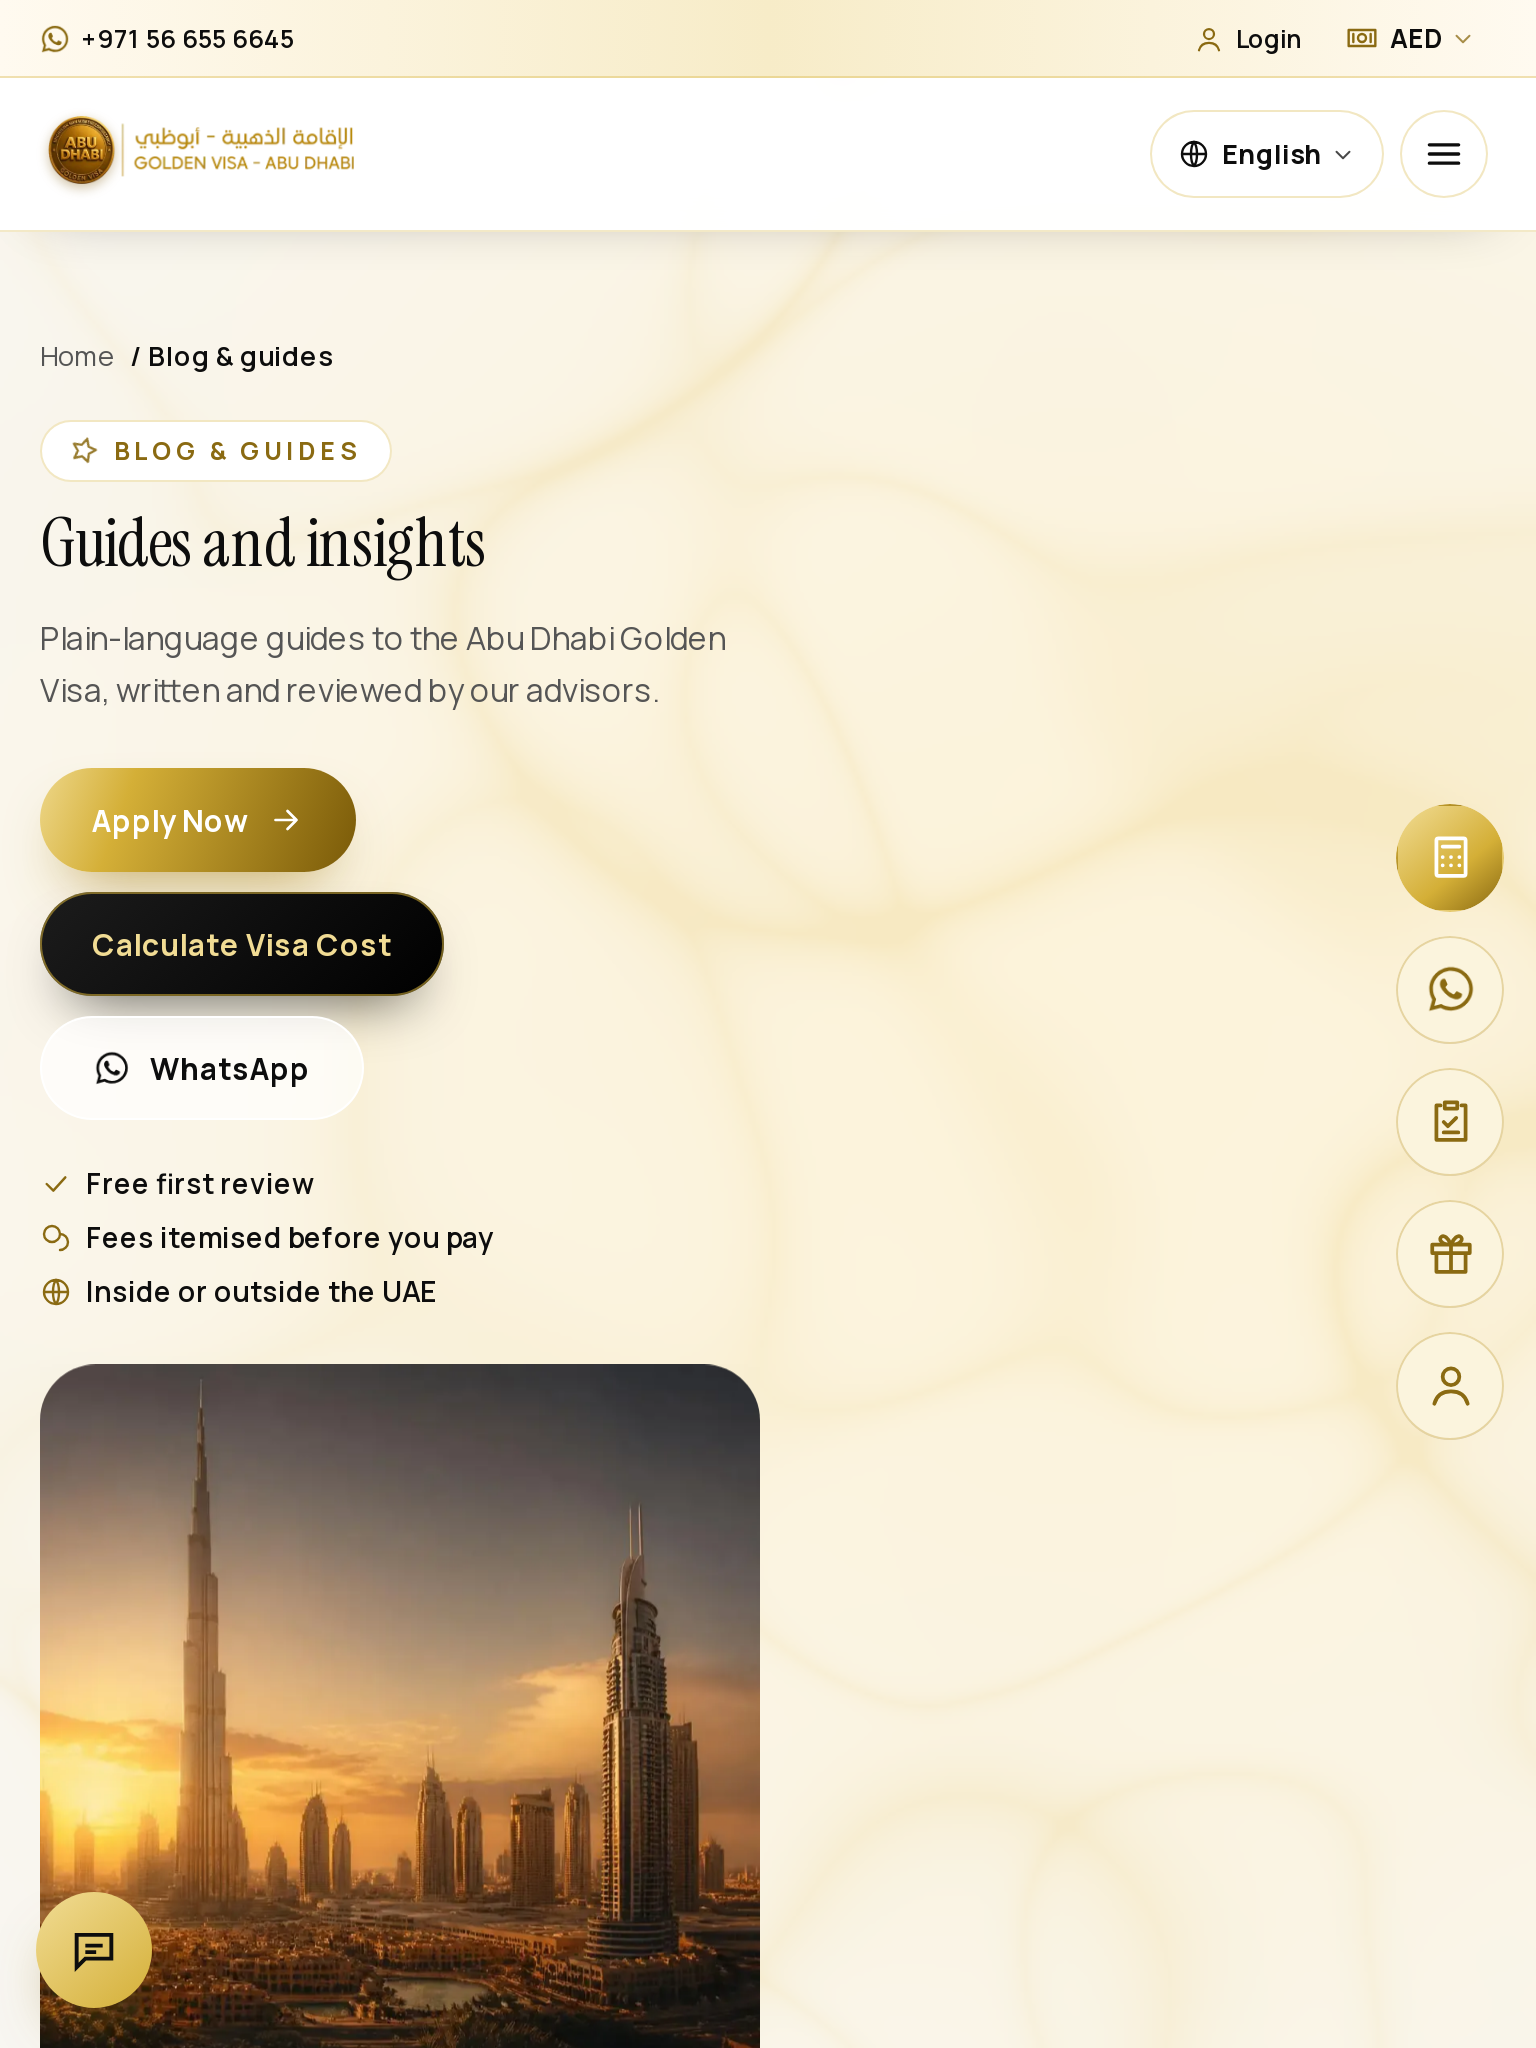 +971 56 655 6645
Login
AED
ABU DHABI
الإقامة الذهبية - أبوظبي
GOLDEN VISA - ABU DHABI
English
Home / Blog & guides
BLOG & GUIDES
Guides and insights
Plain-language guides to the Abu Dhabi Golden
Visa, written and reviewed by our advisors.
Apply Now
Calculate Visa Cost
WhatsApp
Free first review
Fees itemised before you pay
Inside or outside the UAE